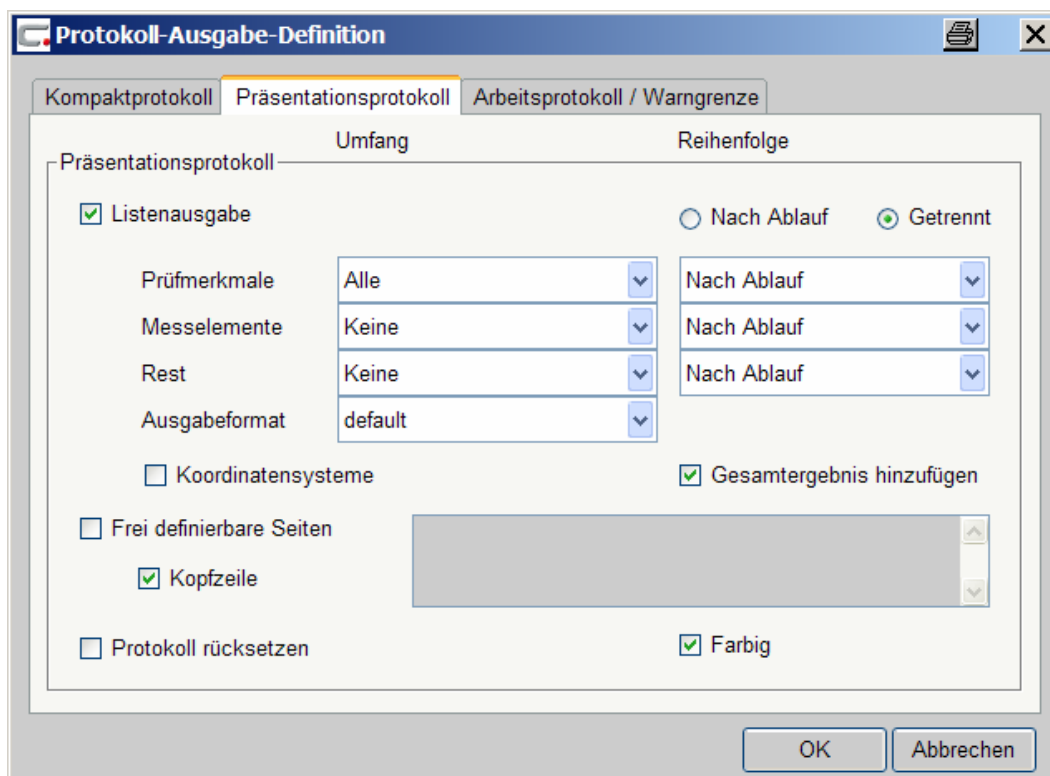 Protokoll-Ausgabe-Definition
Kompaktprotokoll Präsentationsprotokoll Arbeitsprotokoll / Warngrenze
Umfang Reihenfolge
Präsentationsprotokoll
Listenausgabe Nach Ablauf Getrennt
Prüfmerkmale Alle Nach Ablauf
Messelemente Keine Nach Ablauf
Rest Keine Nach Ablauf
Ausgabeformat default
Koordinatensysteme Gesamtergebnis hinzufügen
Frei definierbare Seiten
Kopfzeile
Protokoll rücksetzen Farbig
OK Abbrechen